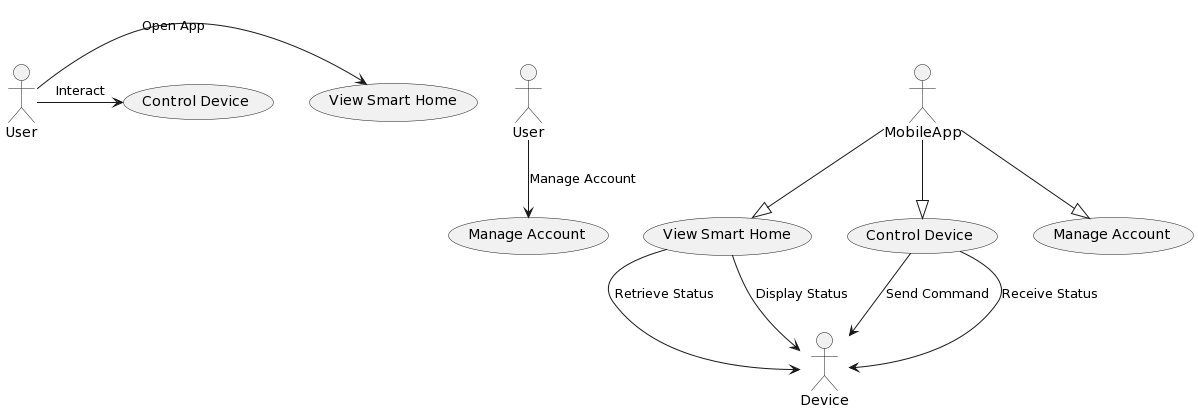 Open App
Interact
Control Device
View Smart Home
User
User
MobileApp
Manage Account
Manage Account
View Smart Home
Control Device
Manage Account
Retrieve Status
Display Status
Send Command
Receive Status
Device